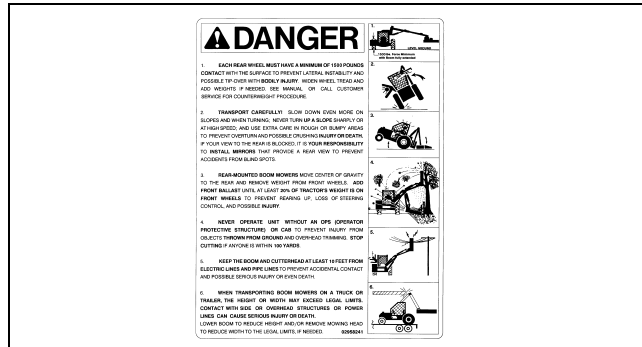 DANGER
1. EACH REAR WHEEL MUST HAVE A MINIMUM OF 1500 POUNDS
CONTACT WITH THE SURFACE TO PREVENT LATERAL INSTABILITY AND
POSSIBLE TIP-OVER WITH BODILY INJURY. WIDEN WHEEL TREAD AND
ADD WEIGHTS IF NEEDED. SEE MANUAL OR CALL CUSTOMER
SERVICE FOR COUNTERWEIGHT PROCEDURE.
2. TRANSPORT CAREFULLY! SLOW DOWN EVEN MORE ON
SLOPES AND WHEN TURNING; NEVER TURN UP A SLOPE SHARPLY OR
AT HIGH SPEED; AND USE EXTRA CARE IN ROUGH OR BUMPY AREAS
TO PREVENT OVERTURN AND POSSIBLE CRUSHING INJURY OR DEATH.
IF YOUR VIEW TO THE REAR IS BLOCKED, IT IS YOUR RESPONSIBILITY
TO INSTALL MIRRORS THAT PROVIDE A REAR VIEW TO PREVENT
ACCIDENTS FROM BLIND SPOTS.
3. REAR-MOUNTED BOOM MOWERS MOVE CENTER OF GRAVITY
TO THE REAR AND REMOVE WEIGHT FROM FRONT WHEELS. ADD
FRONT BALLAST UNTIL AT LEAST 20% OF TRACTOR'S WEIGHT IS ON
FRONT WHEELS TO PREVENT REARING UP, LOSS OF STEERING
CONTROL AND POSSIBLE INJURY.
4. NEVER OPERATE UNIT WITHOUT AN OPS (OPERATOR
PROTECTIVE STRUCTURE) OR CAB TO PREVENT INJURY FROM
OBJECTS THROWN FROM GROUND AND OVERHEAD TRIMMING. STOP
CUTTING IF ANYONE IS WITHIN 100 YARDS.
5. KEEP THE BOOM AND CUTTERHEAD AT LEAST 10 FEET FROM
ELECTRIC LINES AND PIPE LINES TO PREVENT ACCIDENTAL CONTACT
AND POSSIBLE SERIOUS INJURY OR EVEN DEATH.
6. WHEN TRANSPORTING BOOM MOWERS ON A TRUCK OR
TRAILER, THE HEIGHT OR WIDTH MAY EXCEED LEGAL LIMITS.
CONTACT WITH SIDE OR OVERHEAD STRUCTURES OR POWER
LINES CAN CAUSE SERIOUS INJURY OR DEATH.
LOWER BOOM TO REDUCE HEIGHT AND/OR REMOVE MOWING HEAD
TO REDUCE WIDTH TO THE LEGAL LIMITS, IF NEEDED. 02958241
1.
LEVEL GROUND
1500 lbs. Force Minimum
with Boom fully extended
2.
3.
4.
5.
6.